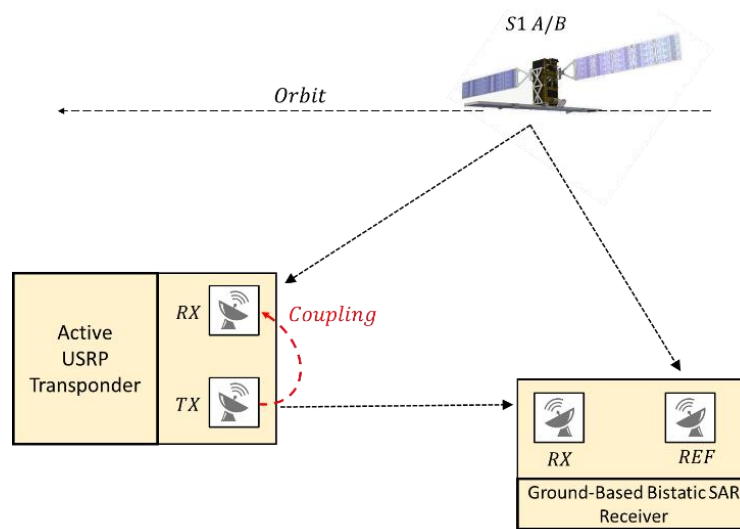 S1 A/B
Orbit
Active
USRP
Transponder
RX
Coupling
TX
RX
REF
Ground-Based Bistatic SAR
Receiver